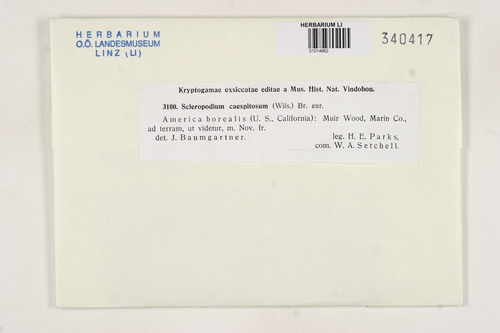 HERBARIUM
O.Ö. LANDESMUSEUM
LINZ (LI)
HERBARIUM LI
01014662
340417
Kryptogamae exsiccatae editae a Mus. Hist. Nat. Vindobon.
3100. Scleropodium caespitosum (Wils.) Br. eur.
America borealis (U. S., California): Muir Wood, Marin Co.,
ad terram, ut videtur, m. Nov. fr.
det. J. Baumgartner. leg. H. E. Parks,
com. W. A. Setchell.